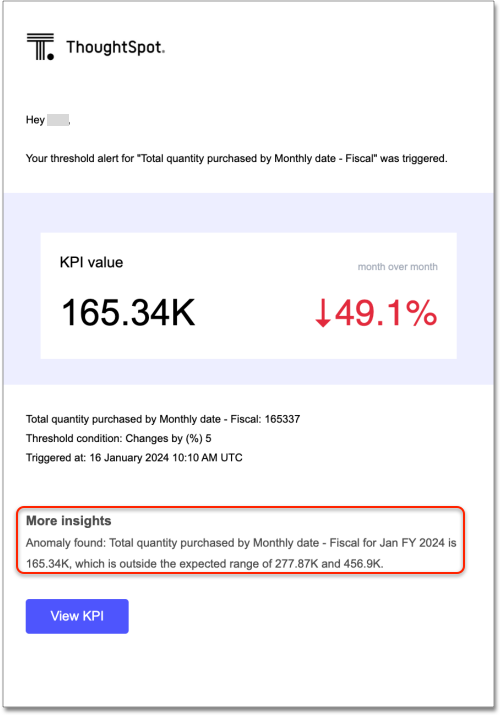 ThoughtSpot.
Hey ,
Your threshold alert for "Total quantity purchased by Monthly date - Fiscal" was triggered.
KPI value
month over month
165.34K
↓49.1%
Total quantity purchased by Monthly date - Fiscal: 165337
Threshold condition: Changes by (%) 5
Triggered at: 16 January 2024 10:10 AM UTC
More insights
Anomaly found: Total quantity purchased by Monthly date - Fiscal for Jan FY 2024 is
165.34K, which is outside the expected range of 277.87K and 456.9K.
View KPI